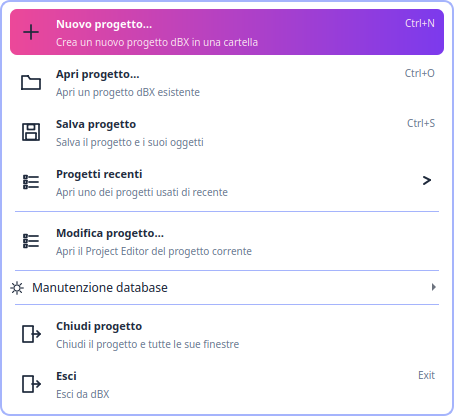 Nuovo progetto... Ctrl+N
Crea un nuovo progetto dBX in una cartella
Apri progetto... Ctrl+O
Apri un progetto dBX esistente
Salva progetto Ctrl+S
Salva il progetto e i suoi oggetti
Progetti recenti
Apri uno dei progetti usati di recente
Modifica progetto...
Apri il Project Editor del progetto corrente
Manutenzione database
Chiudi progetto
Chiudi il progetto e tutte le sue finestre
Esci Exit
Esci da dBX